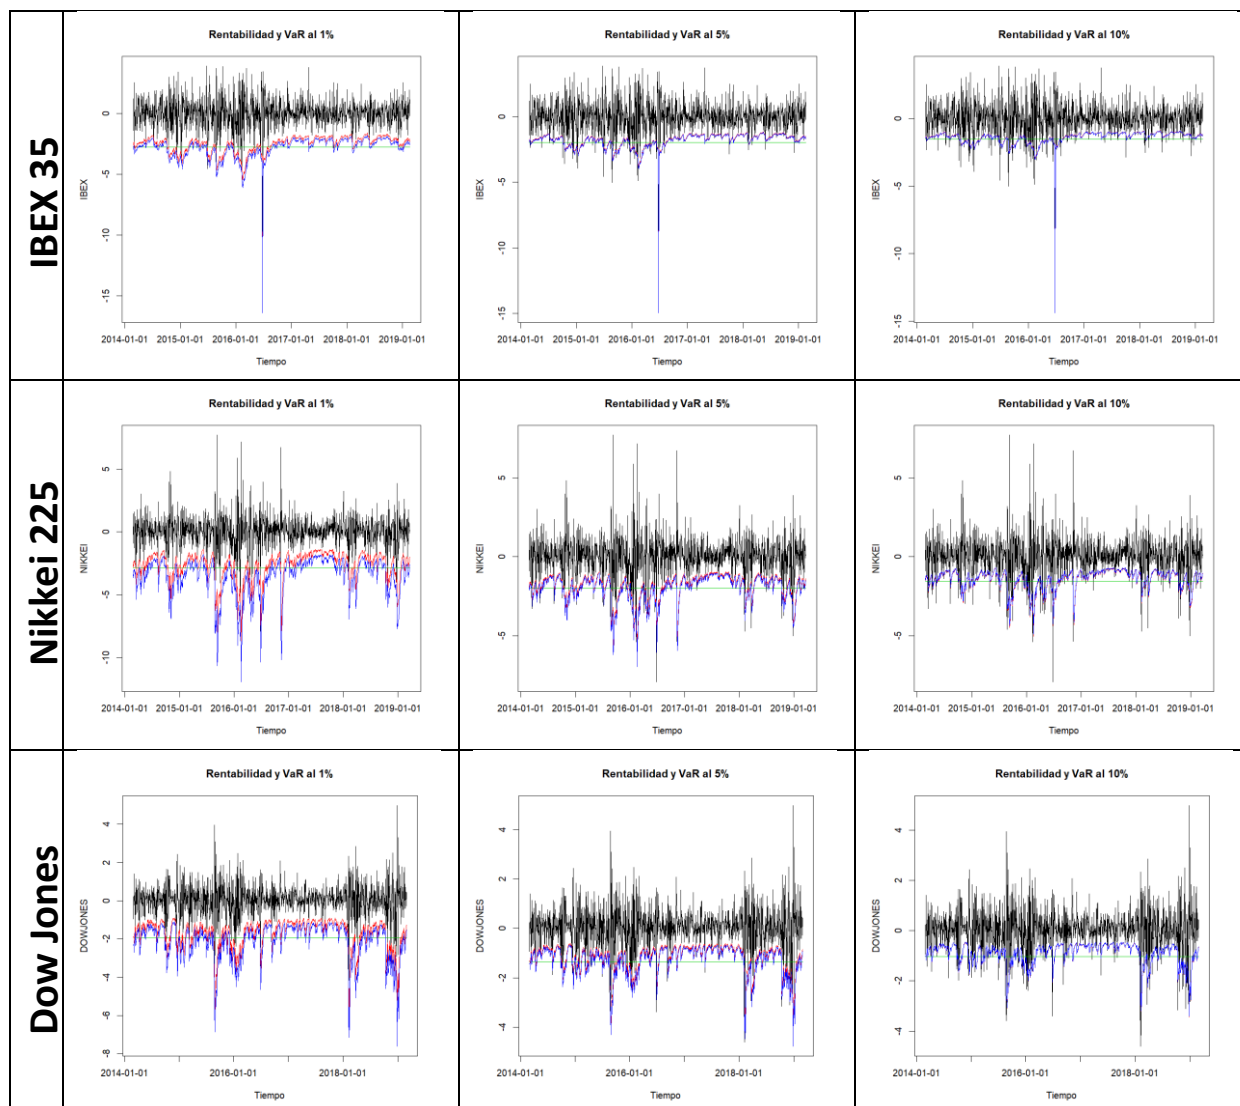 IBEX 35
Rentabilidad y VaR al 1%
IBEX
0
-5
-10
-15
2014-01-01 2015-01-01 2016-01-01 2017-01-01 2018-01-01 2019-01-01
Tiempo
Rentabilidad y VaR al 5%
IBEX
0
-5
-10
-15
2014-01-01 2015-01-01 2016-01-01 2017-01-01 2018-01-01 2019-01-01
Tiempo
Rentabilidad y VaR al 10%
IBEX
0
-5
-10
-15
2014-01-01 2015-01-01 2016-01-01 2017-01-01 2018-01-01 2019-01-01
Tiempo
Nikkei 225
Rentabilidad y VaR al 1%
NIKKEI
5
0
-5
-10
2014-01-01 2015-01-01 2016-01-01 2017-01-01 2018-01-01 2019-01-01
Tiempo
Rentabilidad y VaR al 5%
NIKKEI
5
0
-5
2014-01-01 2015-01-01 2016-01-01 2017-01-01 2018-01-01 2019-01-01
Tiempo
Rentabilidad y VaR al 10%
NIKKEI
5
0
-5
2014-01-01 2015-01-01 2016-01-01 2017-01-01 2018-01-01 2019-01-01
Tiempo
Dow Jones
Rentabilidad y VaR al 1%
DOWJONES
4
2
0
-2
-4
-6
-8
2014-01-01 2016-01-01 2018-01-01
Tiempo
Rentabilidad y VaR al 5%
DOWJONES
4
2
0
-2
-4
2014-01-01 2016-01-01 2018-01-01
Tiempo
Rentabilidad y VaR al 10%
DOWJONES
4
2
0
-2
-4
2014-01-01 2016-01-01 2018-01-01
Tiempo